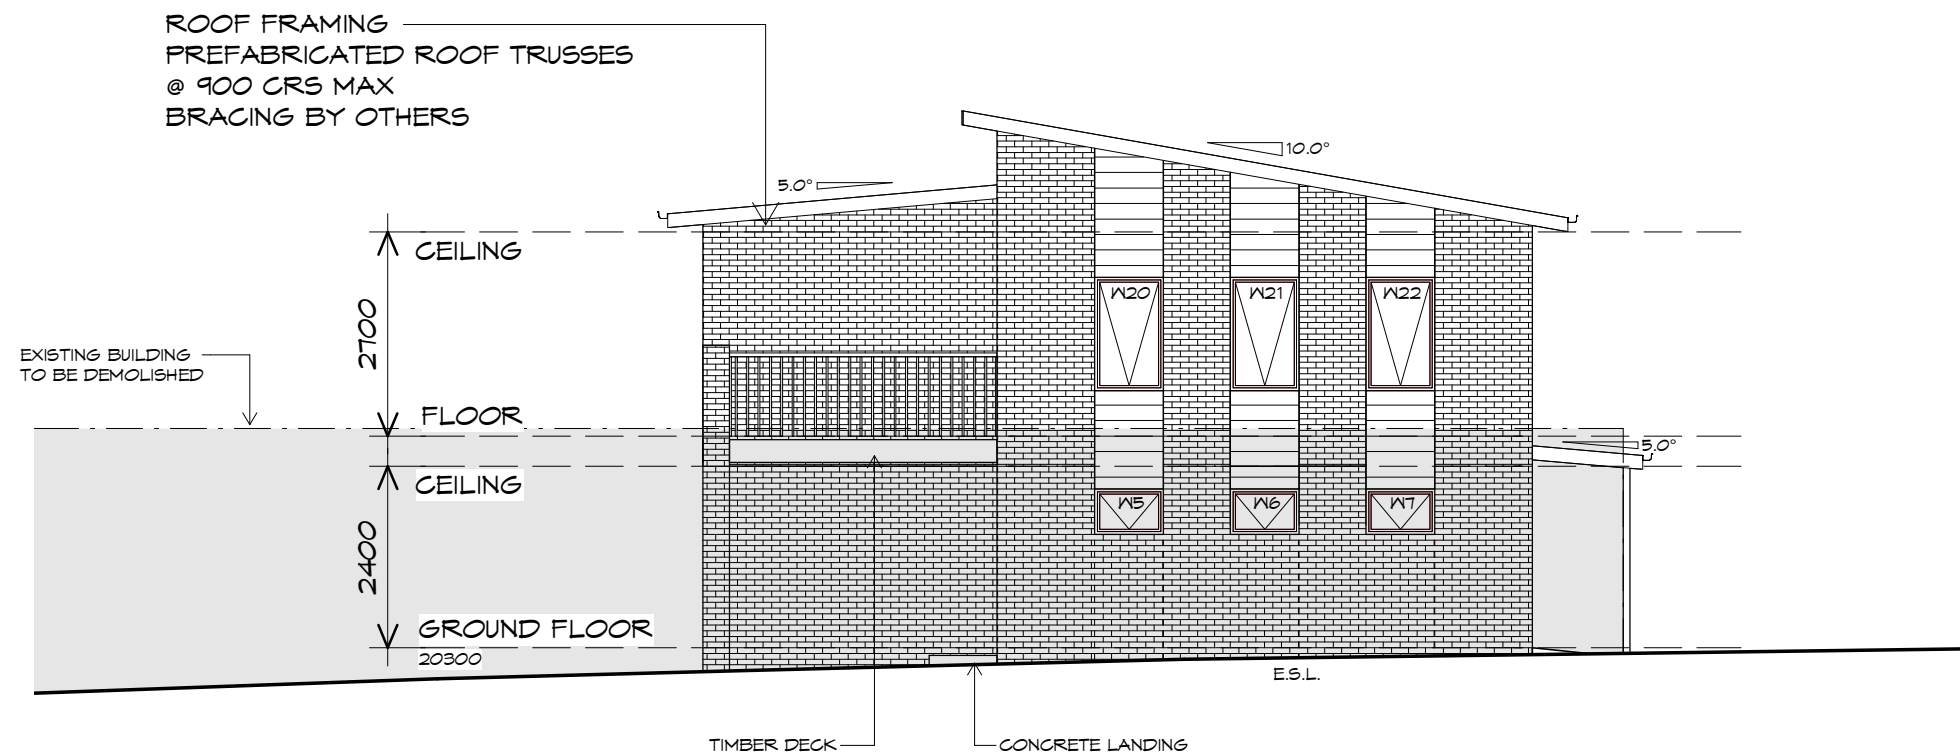 ROOF FRAMING
PREFABRICATED ROOF TRUSSES
@ 900 CRS MAX
BRACING BY OTHERS
10.0°
5.0°
CEILING
2700
W20
W21
W22
EXISTING BUILDING
TO BE DEMOLISHED
FLOOR
5.0°
CEILING
W5
W6
W7
2400
GROUND FLOOR
20300
E.S.L.
TIMBER DECK
CONCRETE LANDING